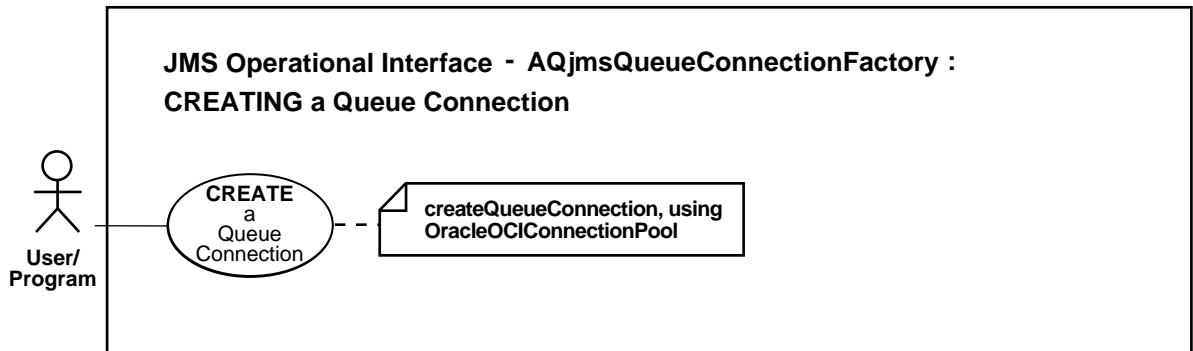 JMS Operational Interface - AQjmsQueueConnectionFactory :
CREATING a Queue Connection
User/
Program
CREATE
a
Queue
Connection
createQueueConnection, using
OracleOCIConnectionPool